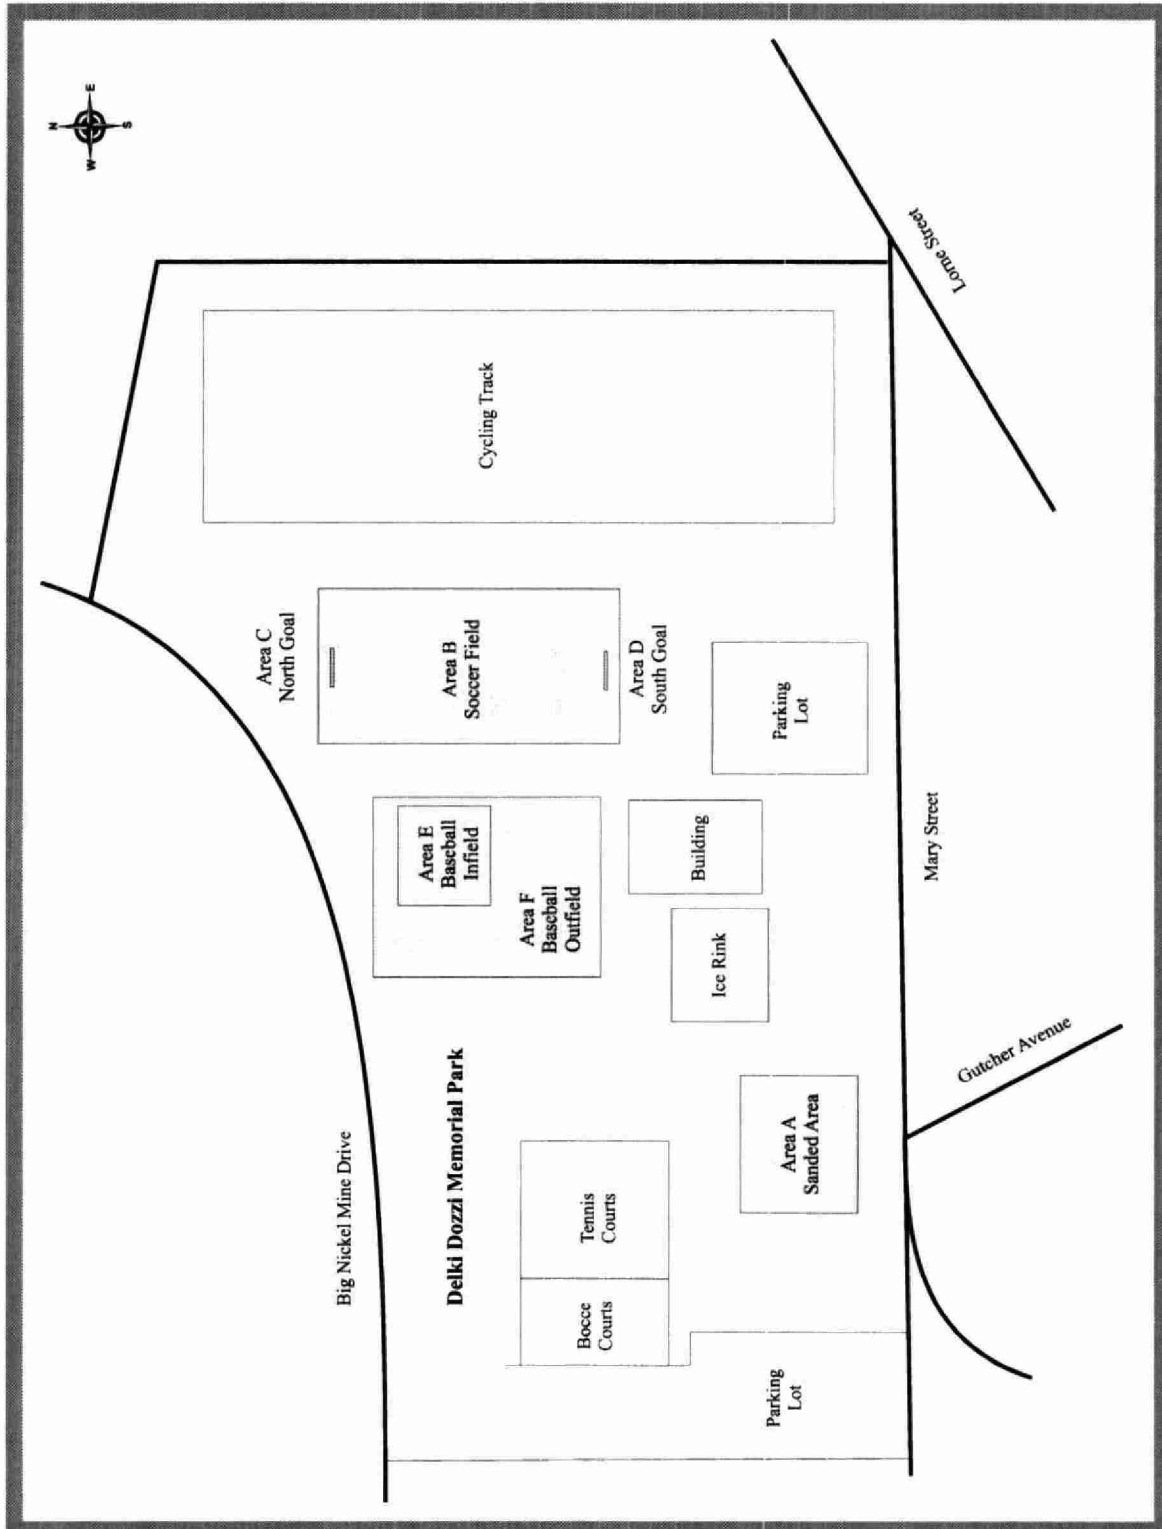 N
W
E
S
Big Nickel Mine Drive
Delki Dozzi Memorial Park
Area C
North Goal
Area B
Soccer Field
Area D
South Goal
Cycling Track
Area E
Baseball
Infield
Area F
Baseball
Outfield
Building
Ice Rink
Parking
Lot
Tennis
Courts
Bocce
Courts
Area A
Sanded Area
Parking
Lot
Mary Street
Lorne Street
Gutcher Avenue